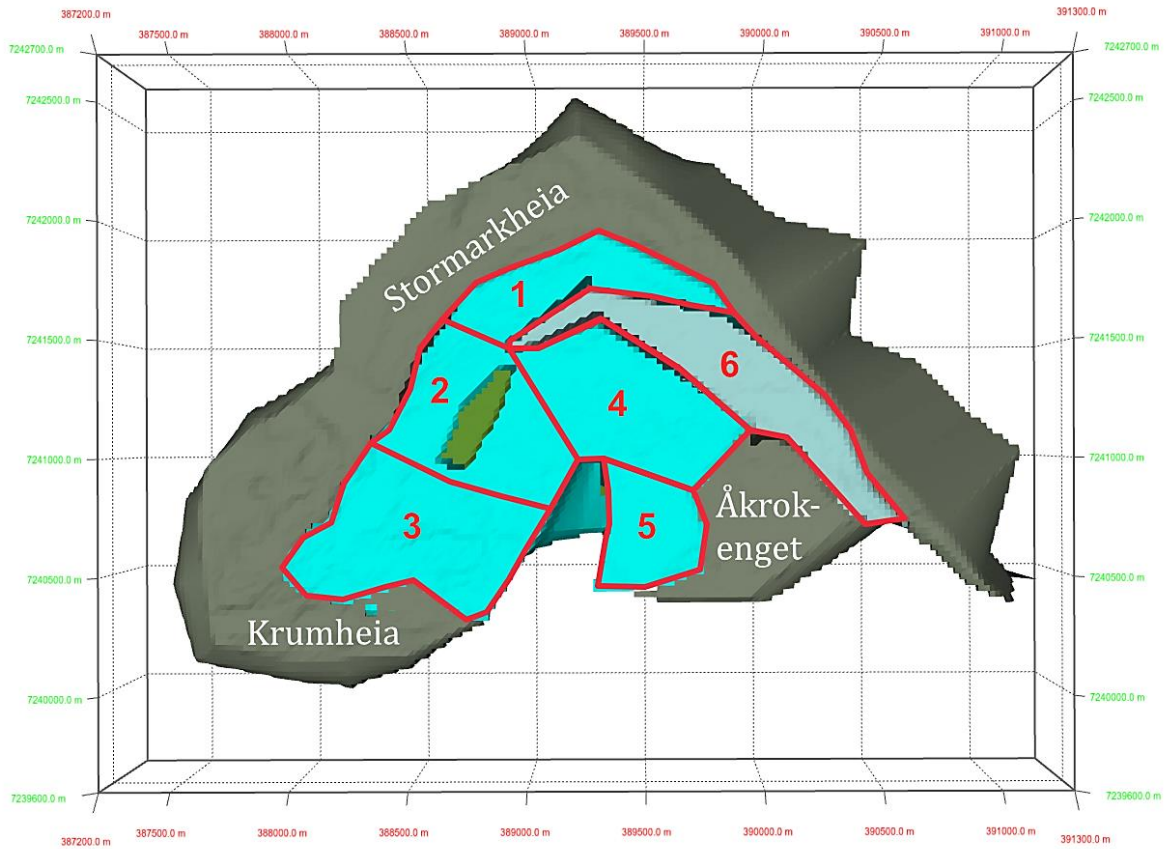 387200.0 m
391300.0 m
387500.0 m 388000.0 m 388500.0 m 389000.0 m 389500.0 m 390000.0 m 390500.0 m 391000.0 m
7242700.0 m 7242700.0 m
7242500.0 m 7242500.0 m
Stormarkheia
7242000.0 m 7242000.0 m
1
7241500.0 m 7241500.0 m
6
2
4
7241000.0 m 7241000.0 m
Åkrok-
3 5
enget
7240500.0 m 7240500.0 m
Krumheia
7240000.0 m 7240000.0 m
7239600.0 m 7239600.0 m
387500.0 m 388000.0 m 388500.0 m 389000.0 m 389500.0 m 390000.0 m 390500.0 m 391000.0 m
387200.0 m 391300.0 m